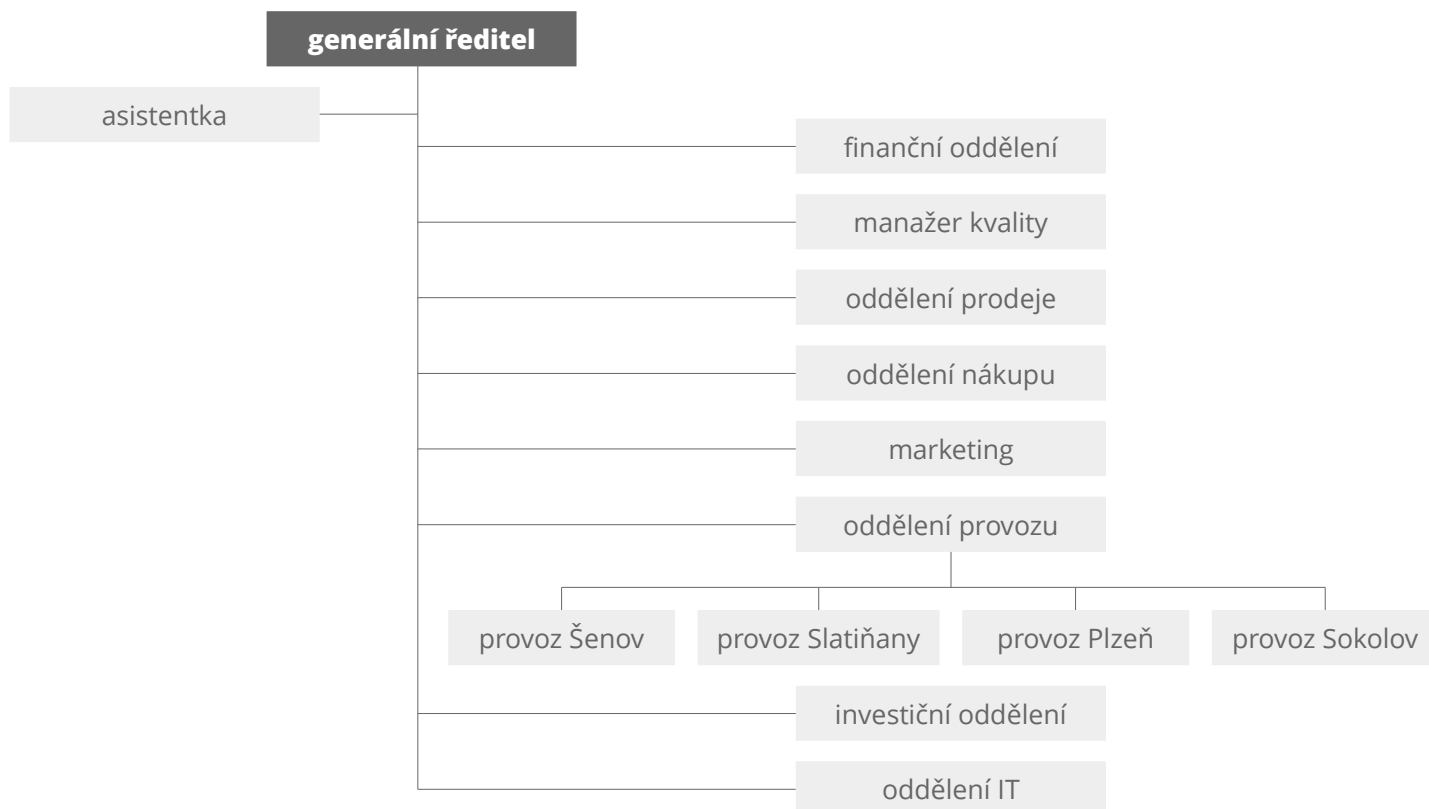 generální ředitel
asistentka
finanční oddělení
manažer kvality
oddělení prodeje
oddělení nákupu
marketing
oddělení provozu
provoz Šenov
provoz Slatiňany
provoz Plzeň
provoz Sokolov
investiční oddělení
oddělení IT